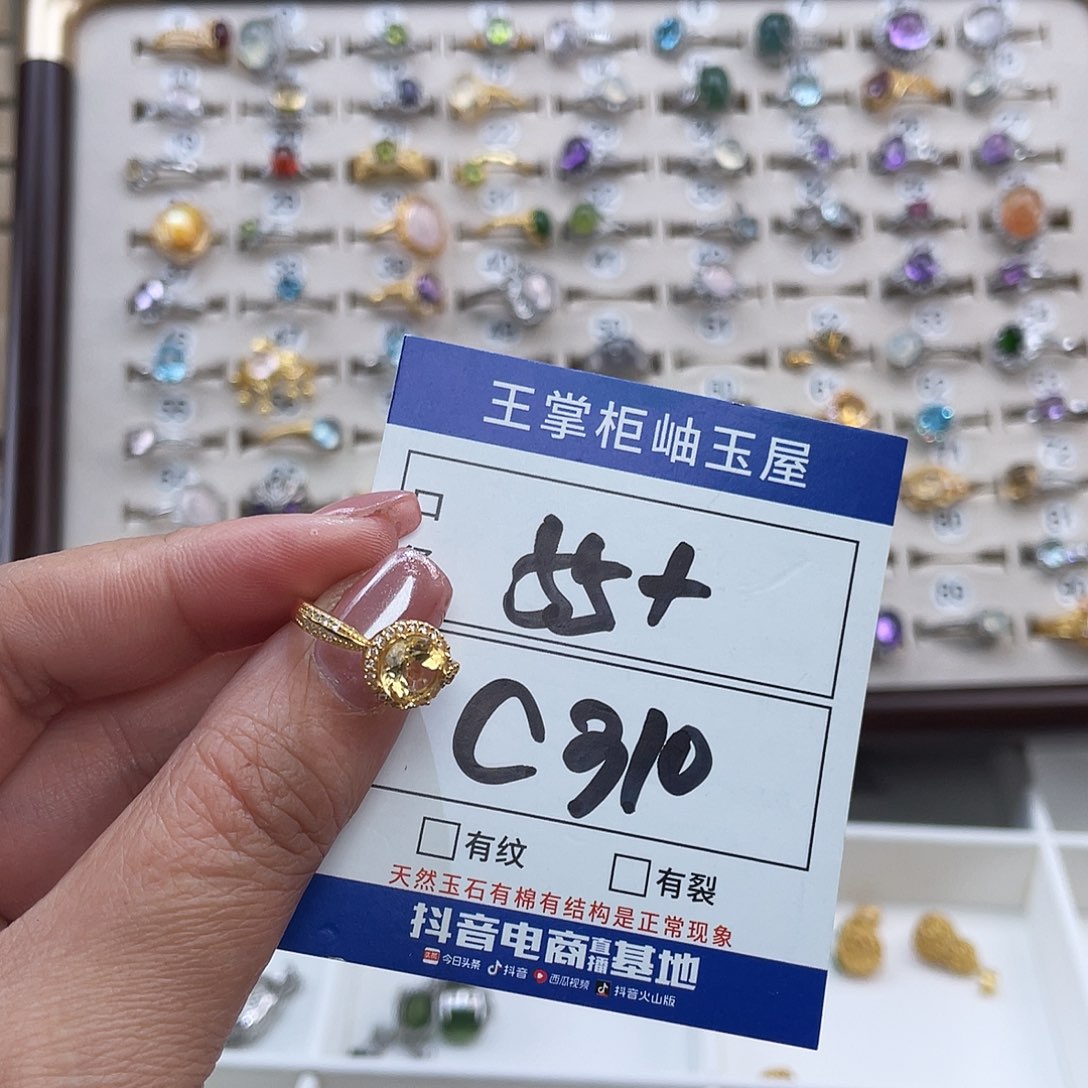 王掌柜岫玉屋
口
55+
C310
有纹
有裂
天然玉石有棉有结构是正常现象
抖音电商直播基地
今日头条 抖音 西瓜视频 抖音火山版